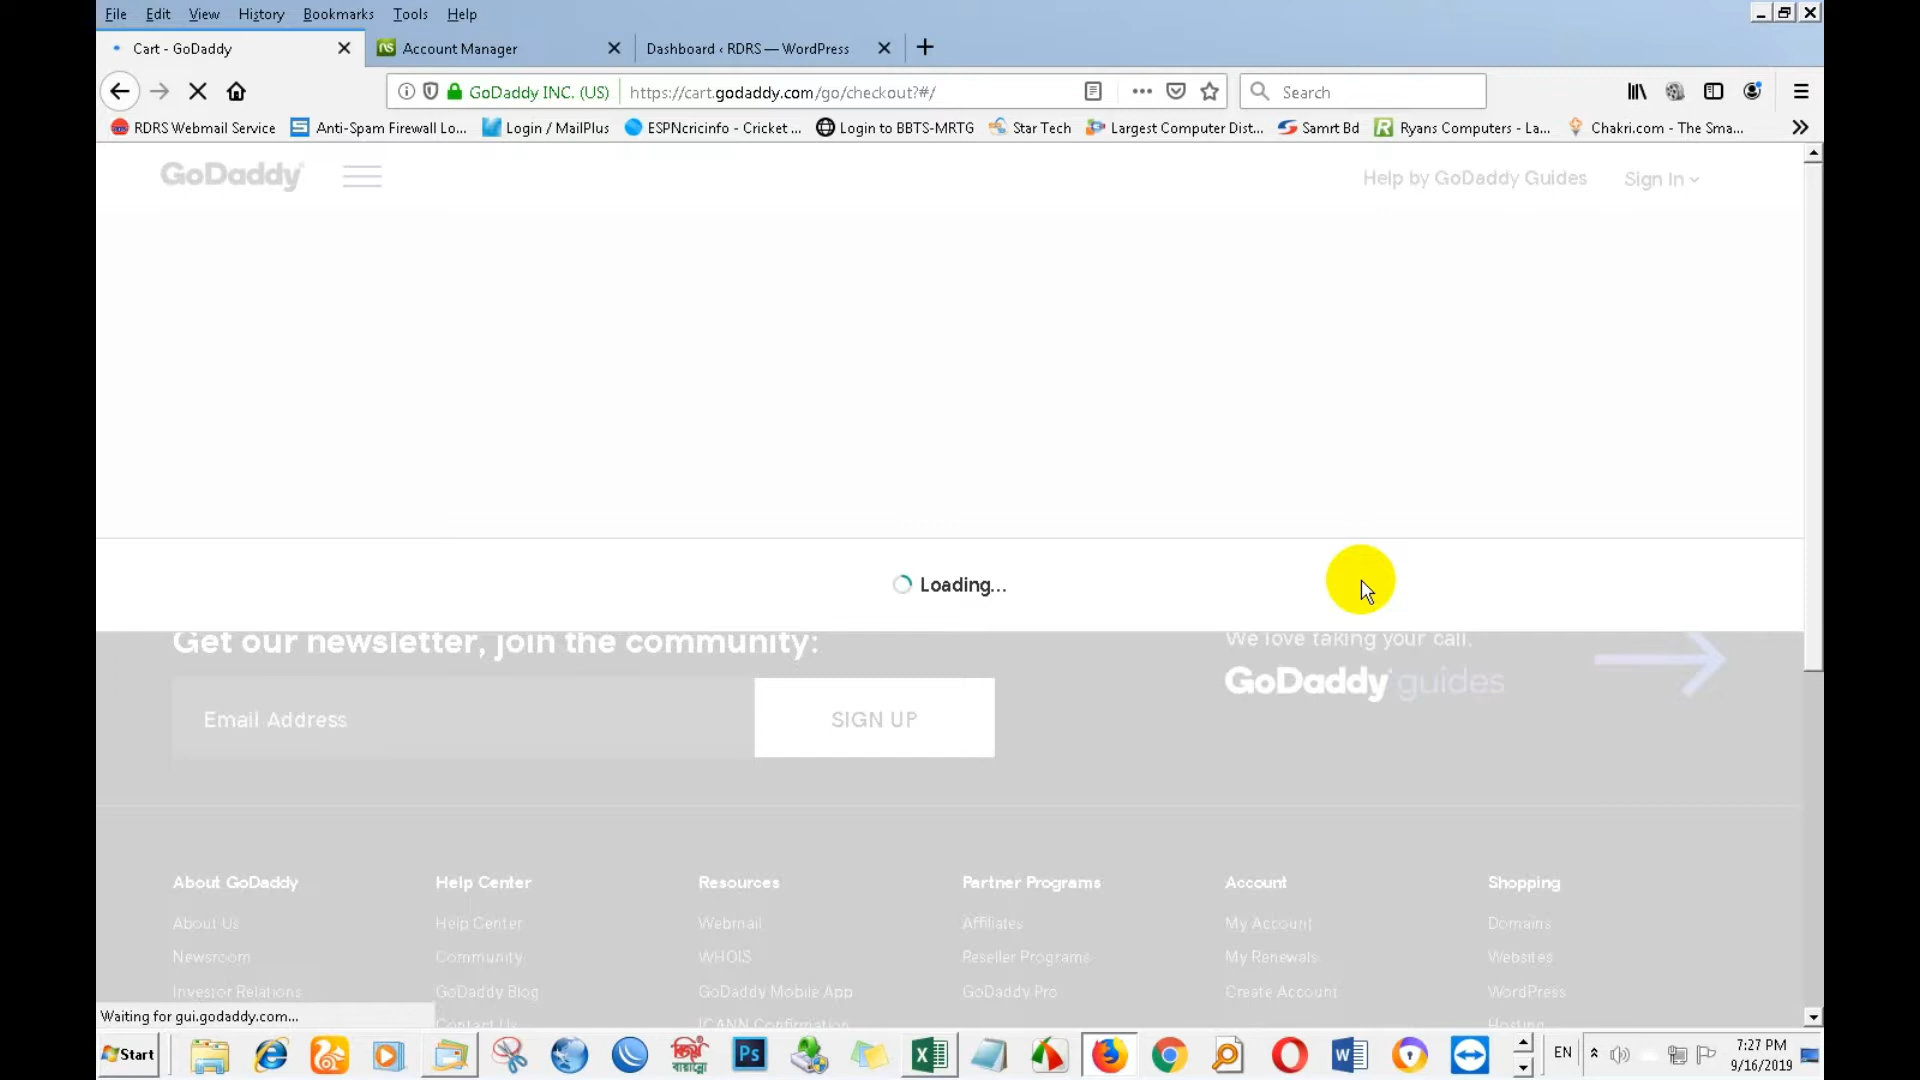 File Edit View History Bookmarks Tools Help
Cart - GoDaddy
Account Manager
Dashboard ‹ RDRS — WordPress
GoDaddy INC. (US)
https://cart.godaddy.com/go/checkout?#/
Search
RDRS Webmail Service
Anti-Spam Firewall Lo...
Login / MailPlus
ESPNcricinfo - Cricket ...
Login to BBTS-MRTG
Star Tech
Largest Computer Dist...
Samrt Bd
Ryans Computers - La...
Chakri.com - The Sma...
GoDaddy
Help by GoDaddy Guides
Sign In
Loading...
Get our newsletter, join the community:
Email Address
SIGN UP
We love taking your call.
GoDaddy guides
About GoDaddy
About Us
Newsroom
Investor Relations
Help Center
Help Center
Community
GoDaddy Blog
Contact Us
Resources
Webmail
WHOIS
GoDaddy Mobile App
ICANN Confirmation
Partner Programs
Affiliates
Reseller Programs
GoDaddy Pro
Account
My Account
My Renewals
Create Account
Shopping
Domains
Websites
WordPress
Hosting
Waiting for gui.godaddy.com...
Start
Ps
EN
7:27 PM
9/16/2019